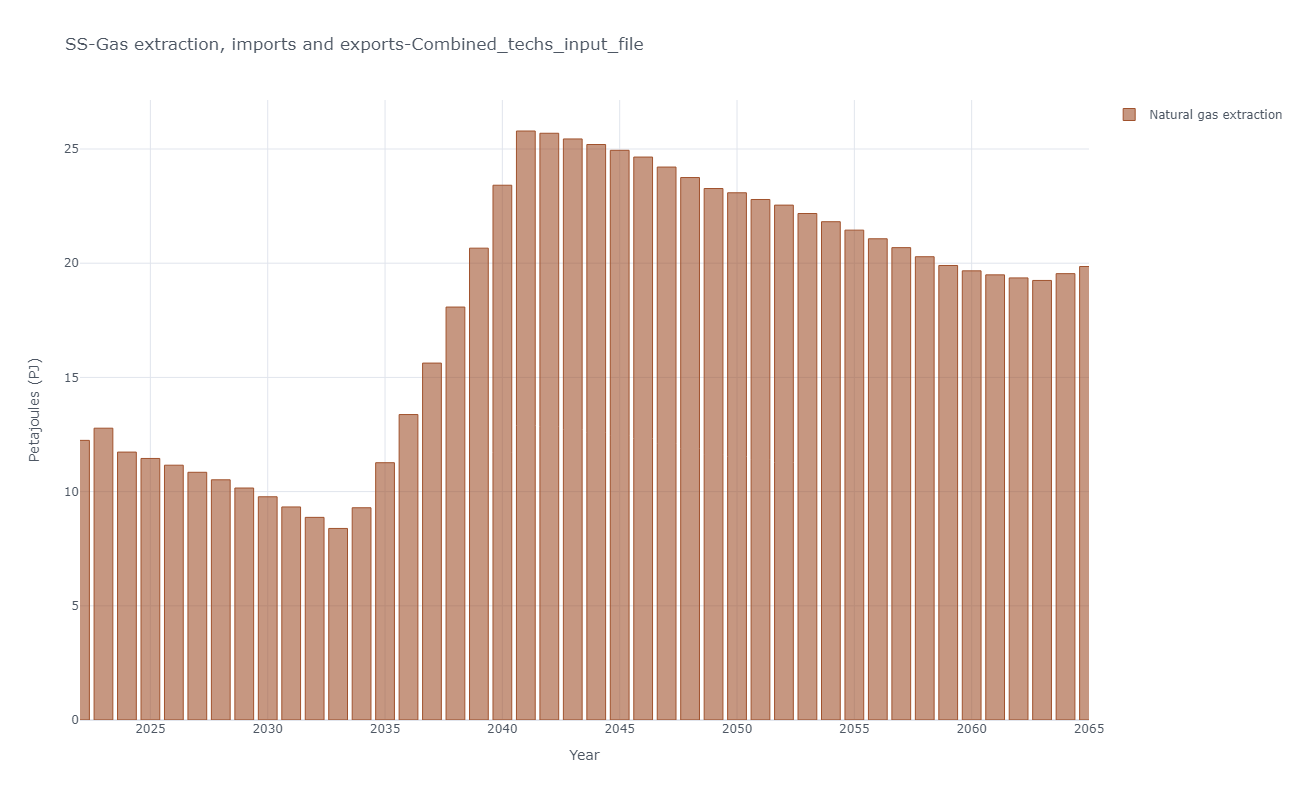 SS-Gas extraction, imports and exports-Combined_techs_input_file
Natural gas extraction
Petajoules (PJ)
25
20
15
10
5
0
2025 2030 2035 2040 2045 2050 2055 2060 2065
Year